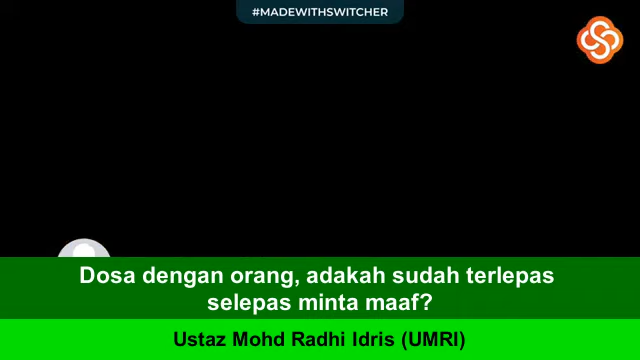 #MADEWITHSWITCHER
Dosa dengan orang, adakah sudah terlepas
selepas minta maaf?
Ustaz Mohd Radhi Idris (UMRI)